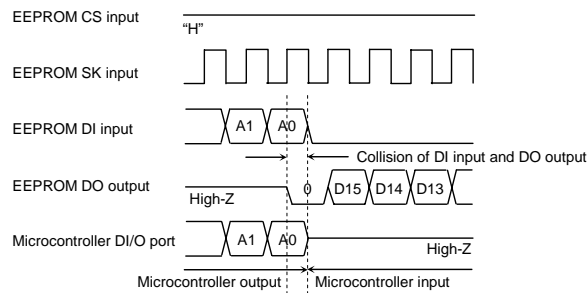 EEPROM CS input
“H”
EEPROM SK input
EEPROM DI input
A1 A0
Collision of DI input and DO output
EEPROM DO output
High-Z
0 D15 D14 D13
Microcontroller DI/O port
A1 A0
High-Z
Microcontroller output Microcontroller input